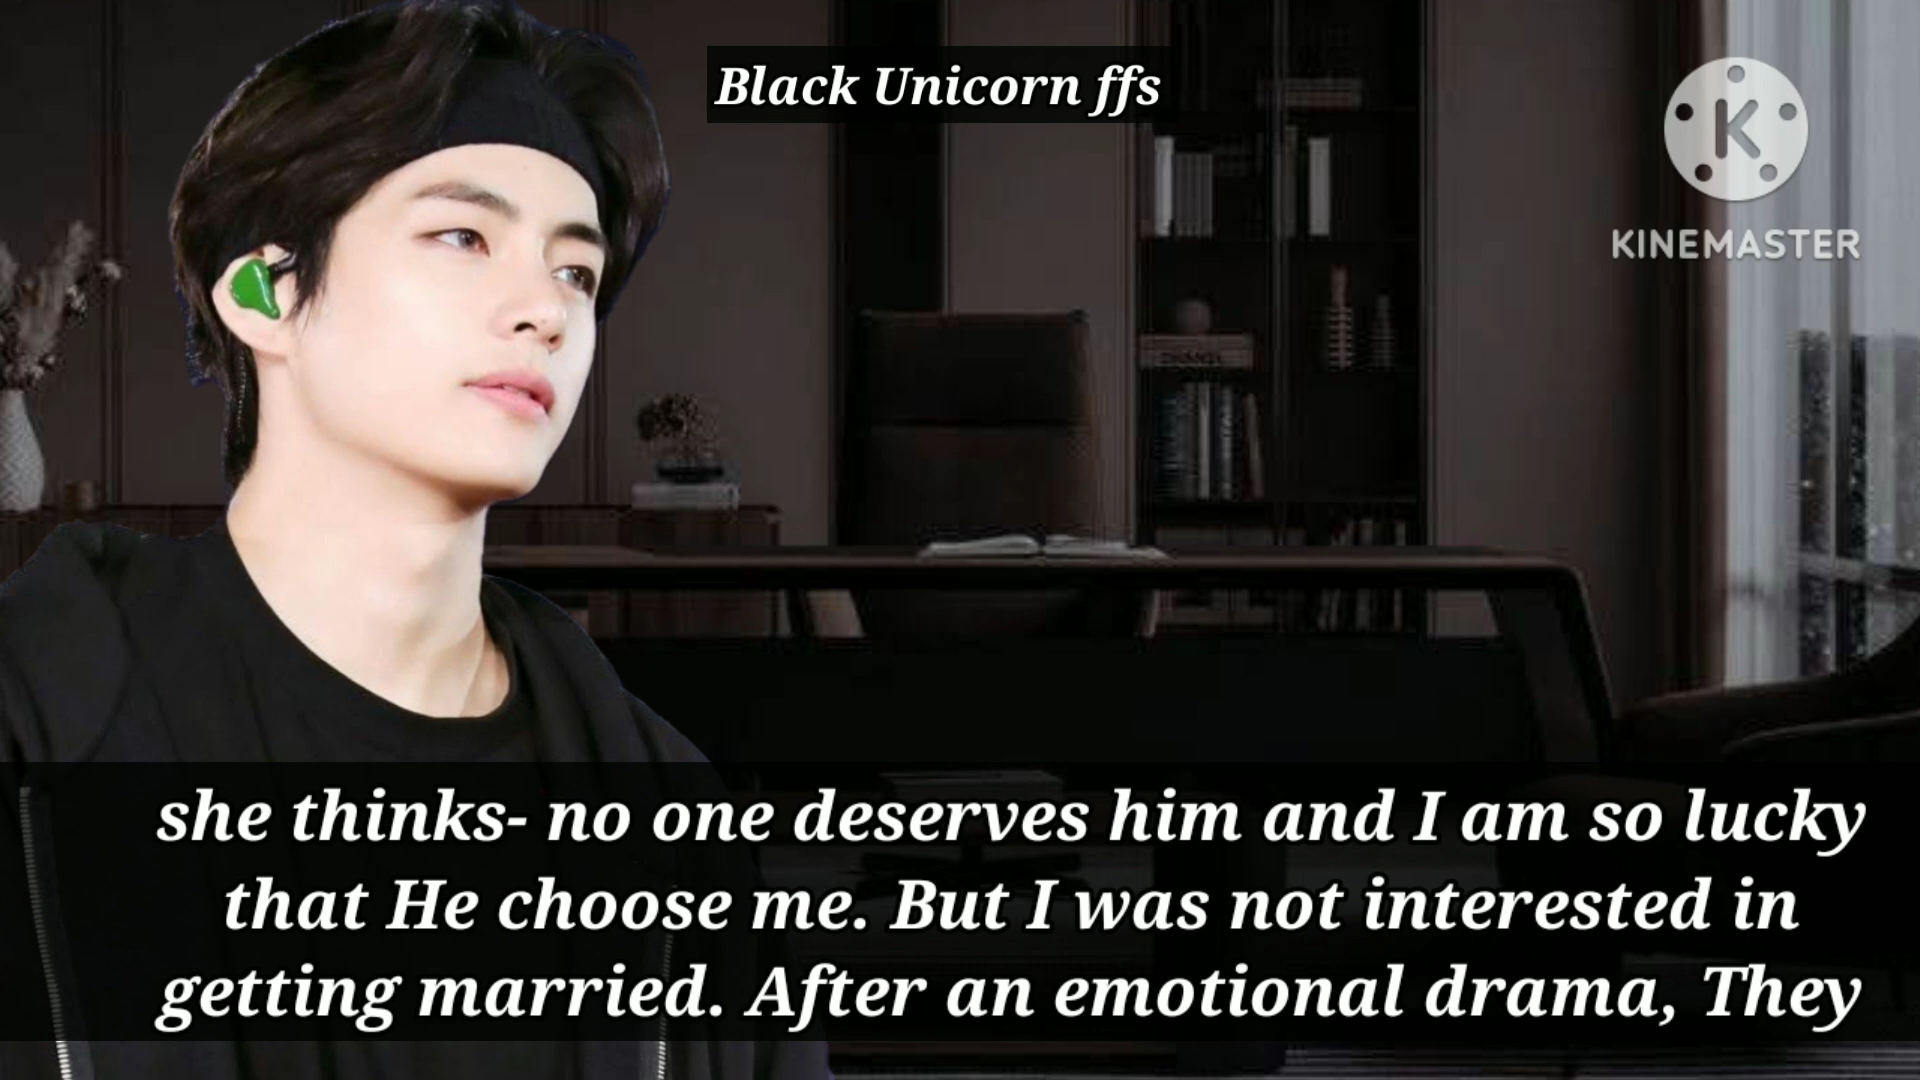 Black Unicorn ffs
K
KINEMASTER
CHANEL
she thinks- no one deserves him and I am so lucky
that He choose me. But I was not interested in
getting married. After an emotional drama, They